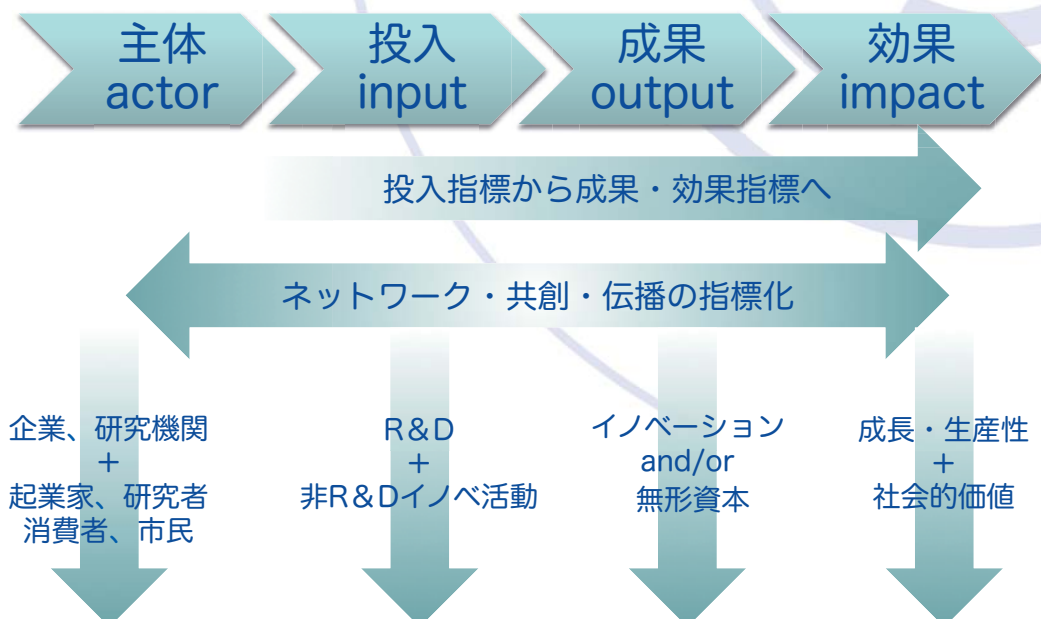 主体
actor
投入
input
成果
output
効果
impact
投入指標から成果・効果指標へ
ネットワーク・共創・伝播の指標化
企業、研究機関
+
起業家、研究者
消費者、市民
R&D
+
非R&Dイノベ活動
イノベーション
and/or
無形資本
成長・生産性
+
社会的価値